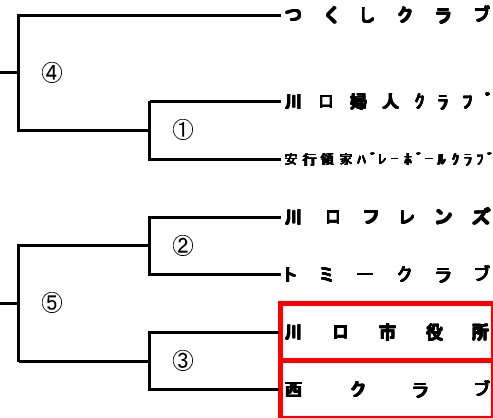 つくしクラブ
④
川口婦人クラブ
①
安行領家バレーボールクラブ
川口フレンズ
②
トミークラブ
⑤
川口市役所
③
西クラブ